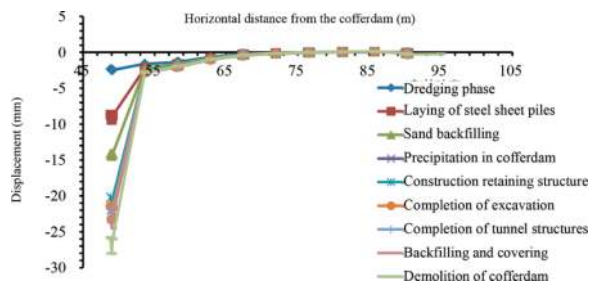 Horizontal distance from the cofferdam (m)
5
0
45 55 65 75 85 95 105
-5
-10
-15
-20
-25
-30
Displacement (mm)
Dredging phase
Laying of steel sheet piles
Sand backfilling
Precipitation in cofferdam
Construction retaining structure
Completion of excavation
Completion of tunnel structures
Backfilling and covering
Demolition of cofferdam